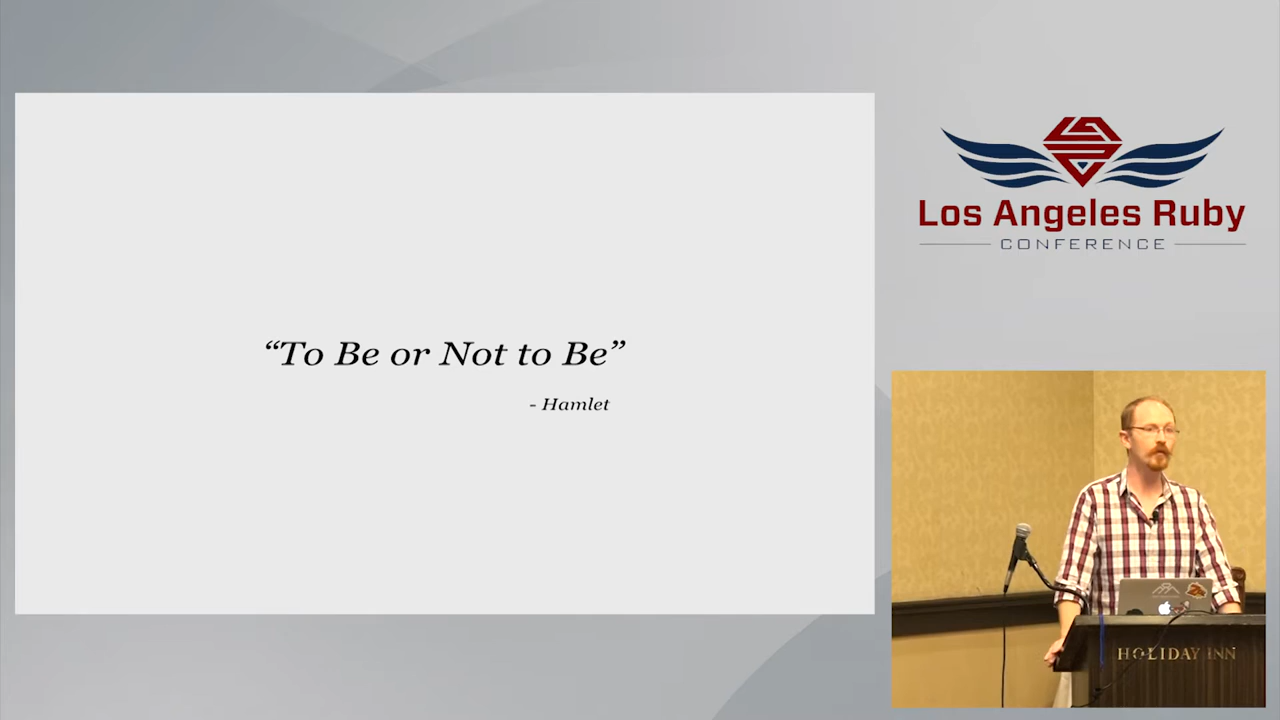 “To Be or Not to Be”
- Hamlet
Los Angeles Ruby
CONFERENCE
HOLIDAY INN